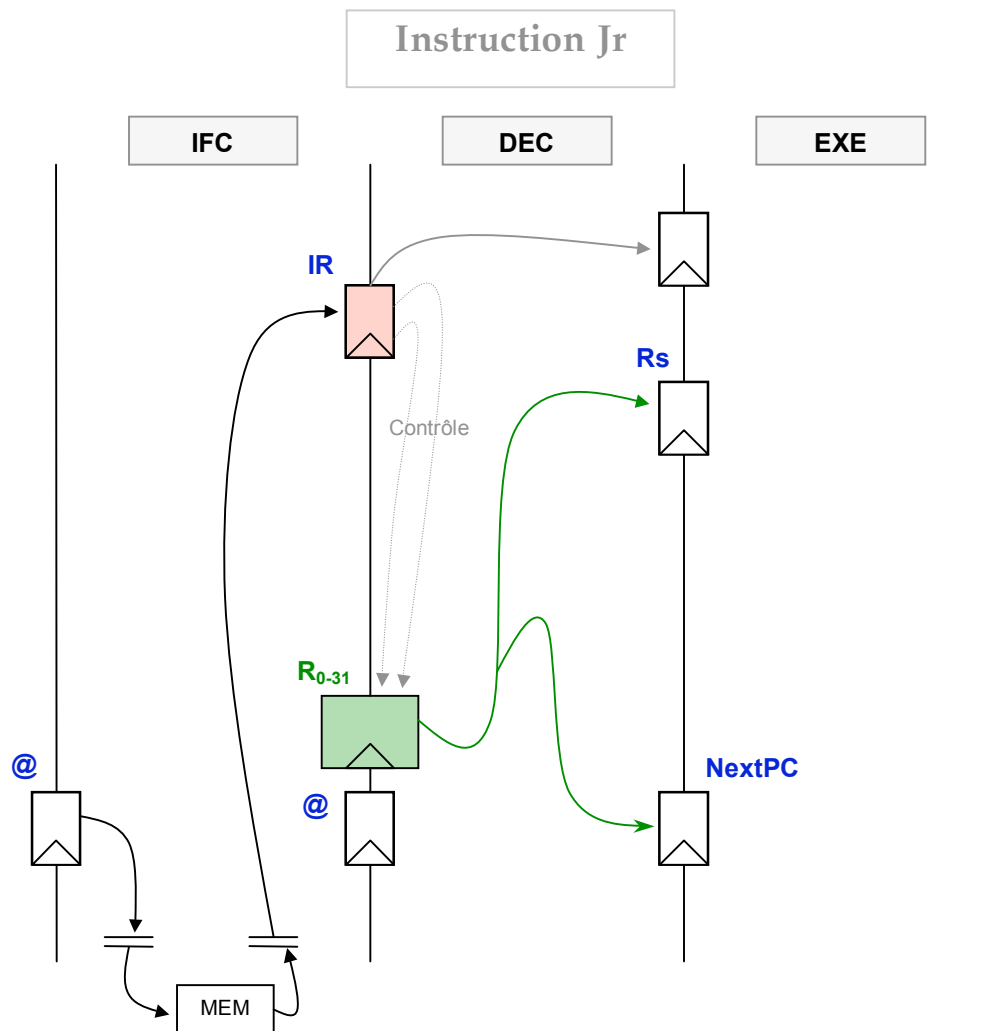 Instruction Jr
IFC
DEC
EXE
IR
Rs
Contrôle
R₀₋₃₁
@
@
NextPC
MEM